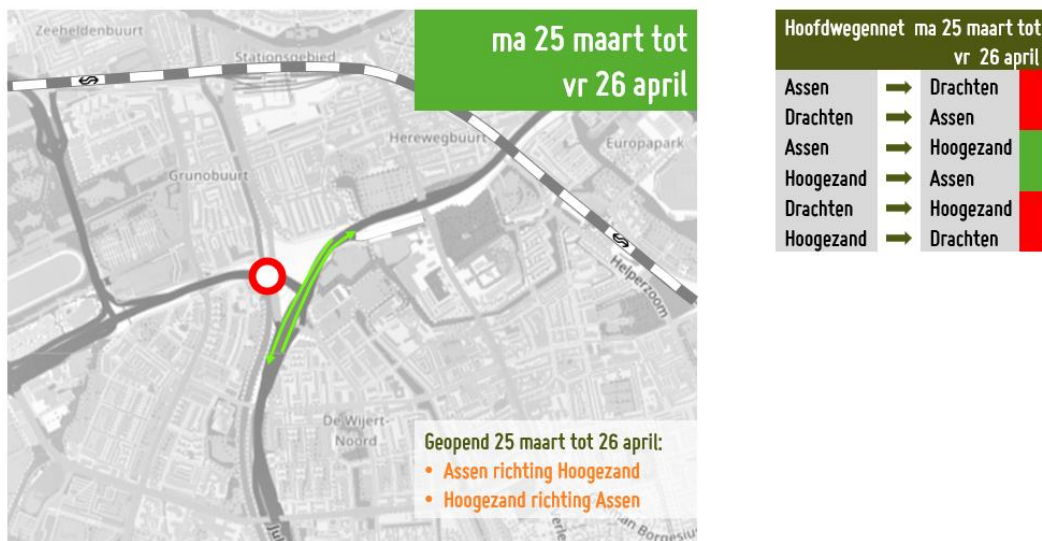 Zeeheldenbuurt
Stationsgebied
ma 25 maart tot
vr 26 april
Herewegbuurt
Europapark
Grunobuurt
Helperzoom
De Wijert-
Noord
Geopend 25 maart tot 26 april:
• Assen richting Hoogezand
• Hoogezand richting Assen
Hoofdwegennet ma 25 maart tot
vr 26 april
Assen → Drachten
Drachten → Assen
Assen → Hoogezand
Hoogezand → Assen
Drachten → Hoogezand
Hoogezand → Drachten